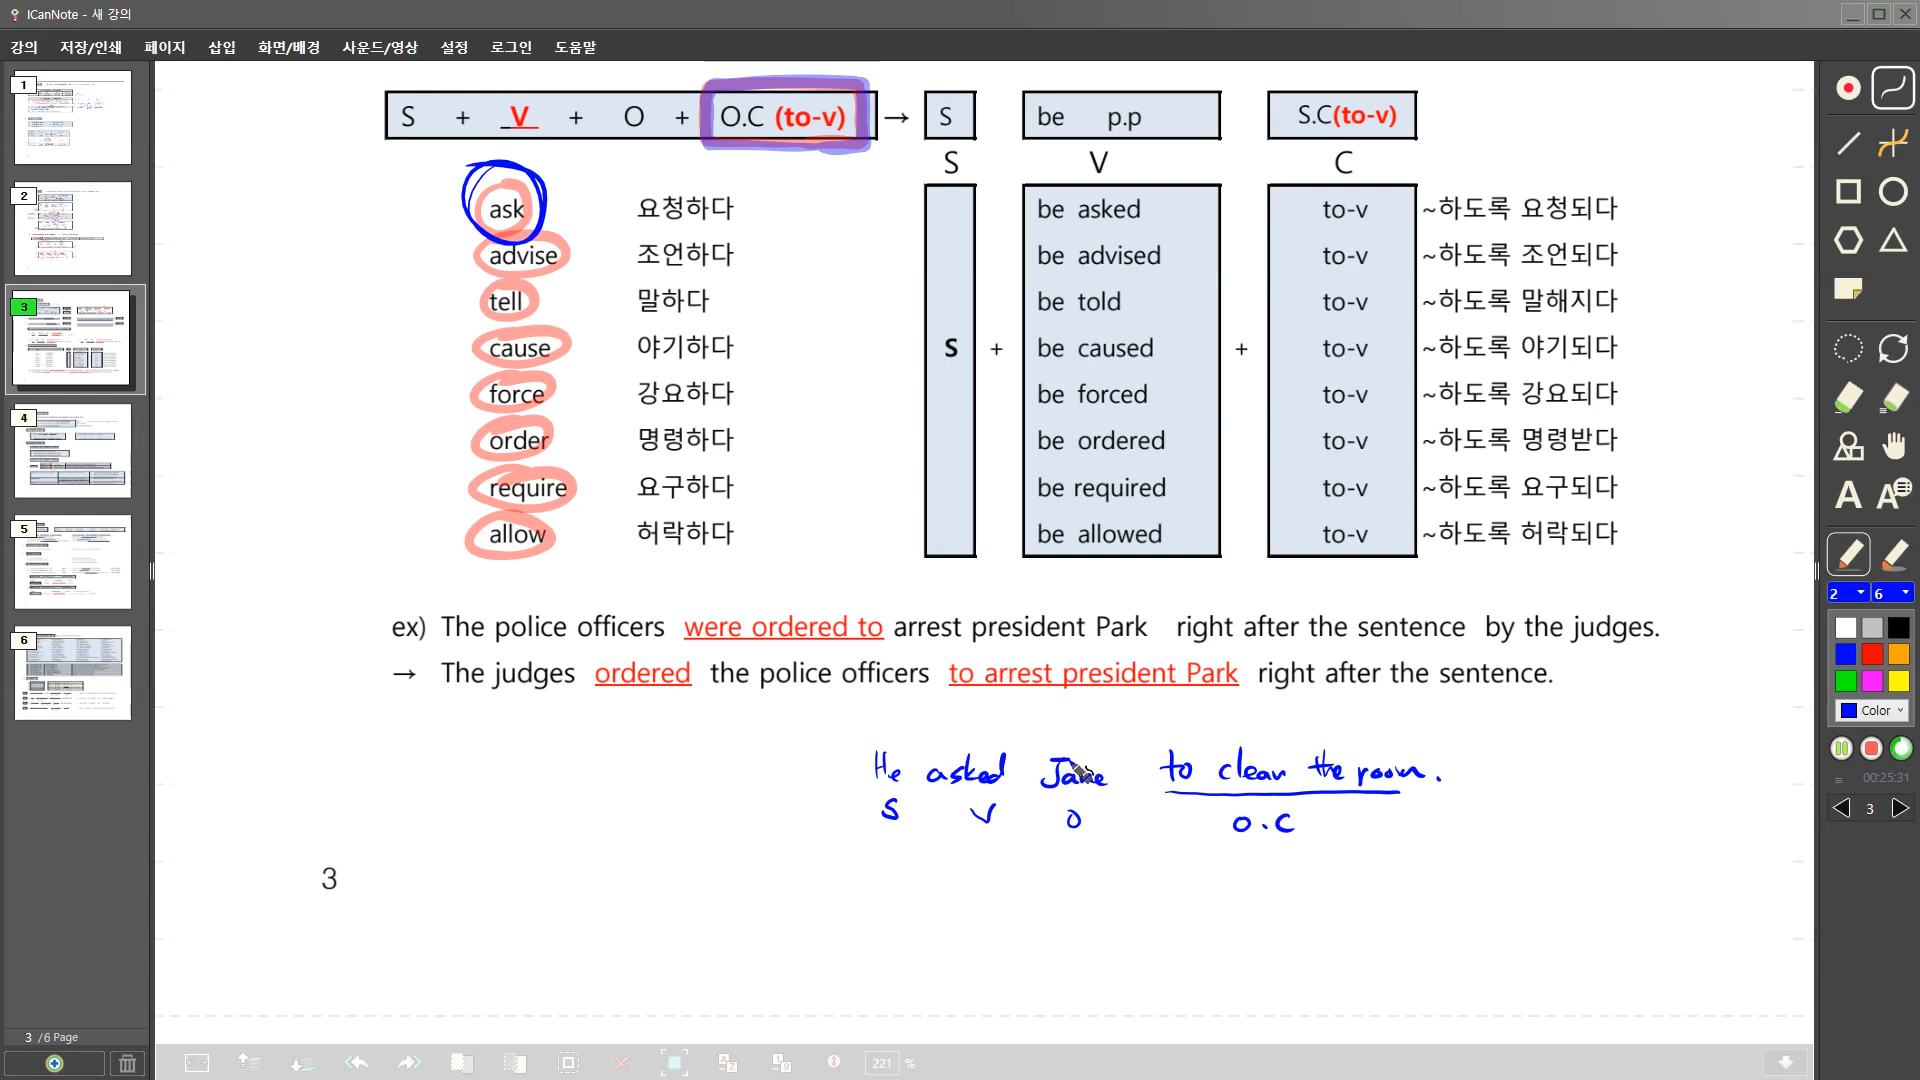 ICanNote - 새 강의
강의 저장/인쇄 페이지 삽입 화면/배경 사운드/영상 설정 로그인 도움말
1
2
3
4
5
6
S + V + O + O.C (to-v) → S be p.p S.C(to-v)
S V C
ask 요청하다 be asked to-v ~하도록 요청되다
advise 조언하다 be advised to-v ~하도록 조언되다
tell 말하다 be told to-v ~하도록 말해지다
cause 야기하다 S + be caused + to-v ~하도록 야기되다
force 강요하다 be forced to-v ~하도록 강요되다
order 명령하다 be ordered to-v ~하도록 명령받다
require 요구하다 be required to-v ~하도록 요구되다
allow 허락하다 be allowed to-v ~하도록 허락되다
ex) The police officers were ordered to arrest president Park right after the sentence by the judges.
→ The judges ordered the police officers to arrest president Park right after the sentence.
He asked Jane to clean the room.
S V O O.C
3
2 6
Color
00:25:31
3
3 /6 Page
221 %